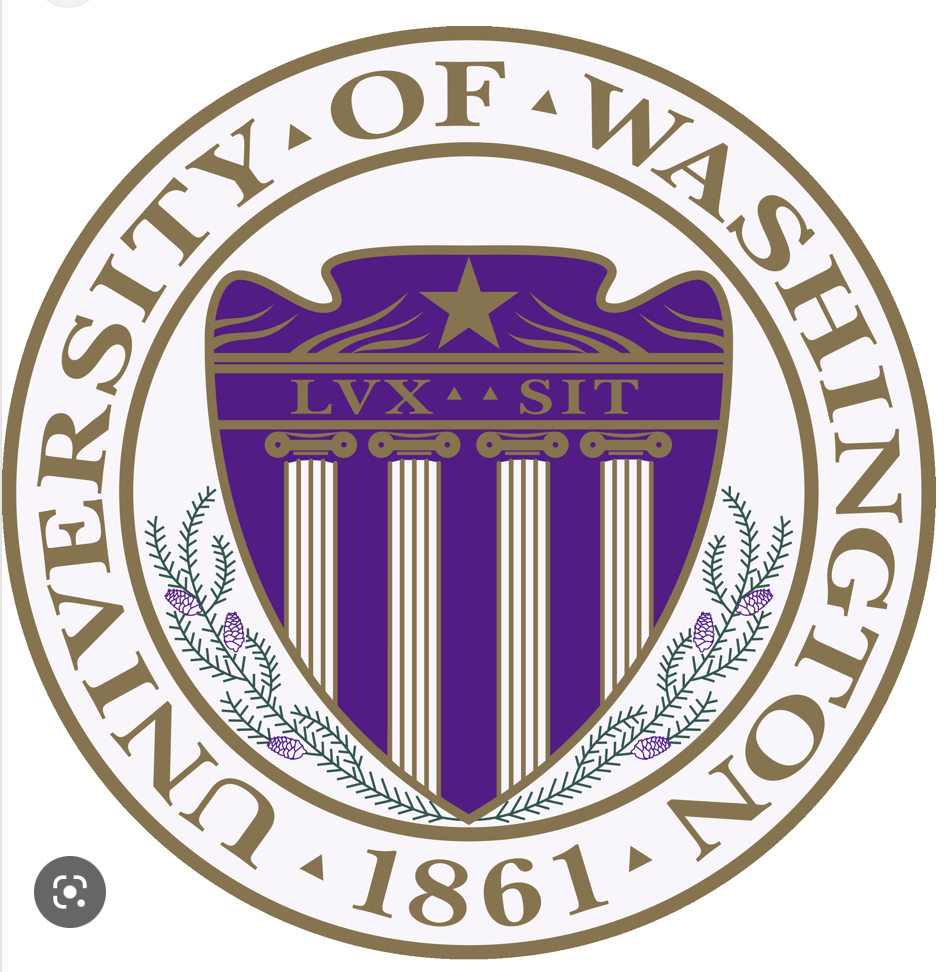 UNIVERSITY ▴ OF ▴ WASHINGTON
LVX ▴ ▴ SIT
▴ 1861 ▴